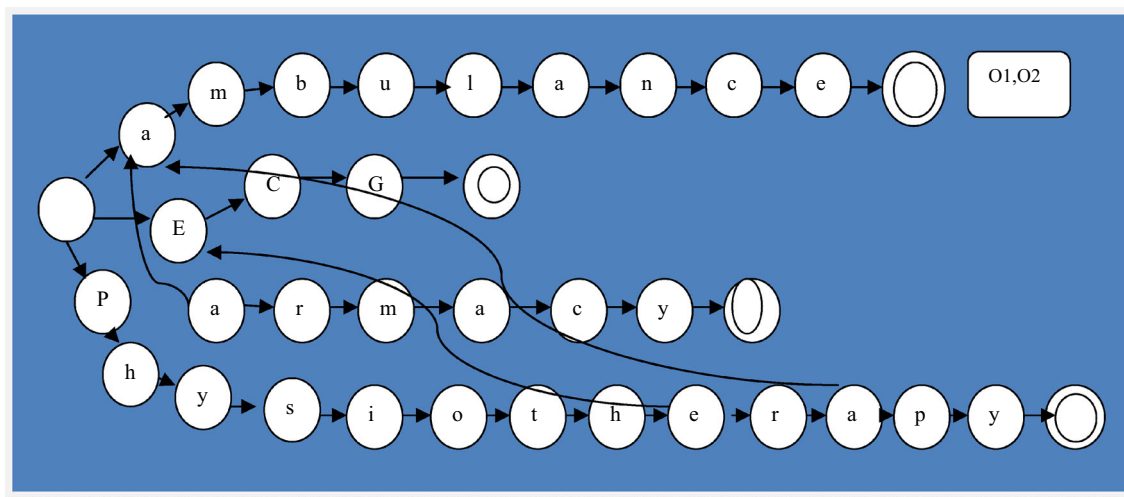 m b u l a n c e
O1,O2
a
C G
E
P
a r m a c y
h
y s i o t h e r a p y